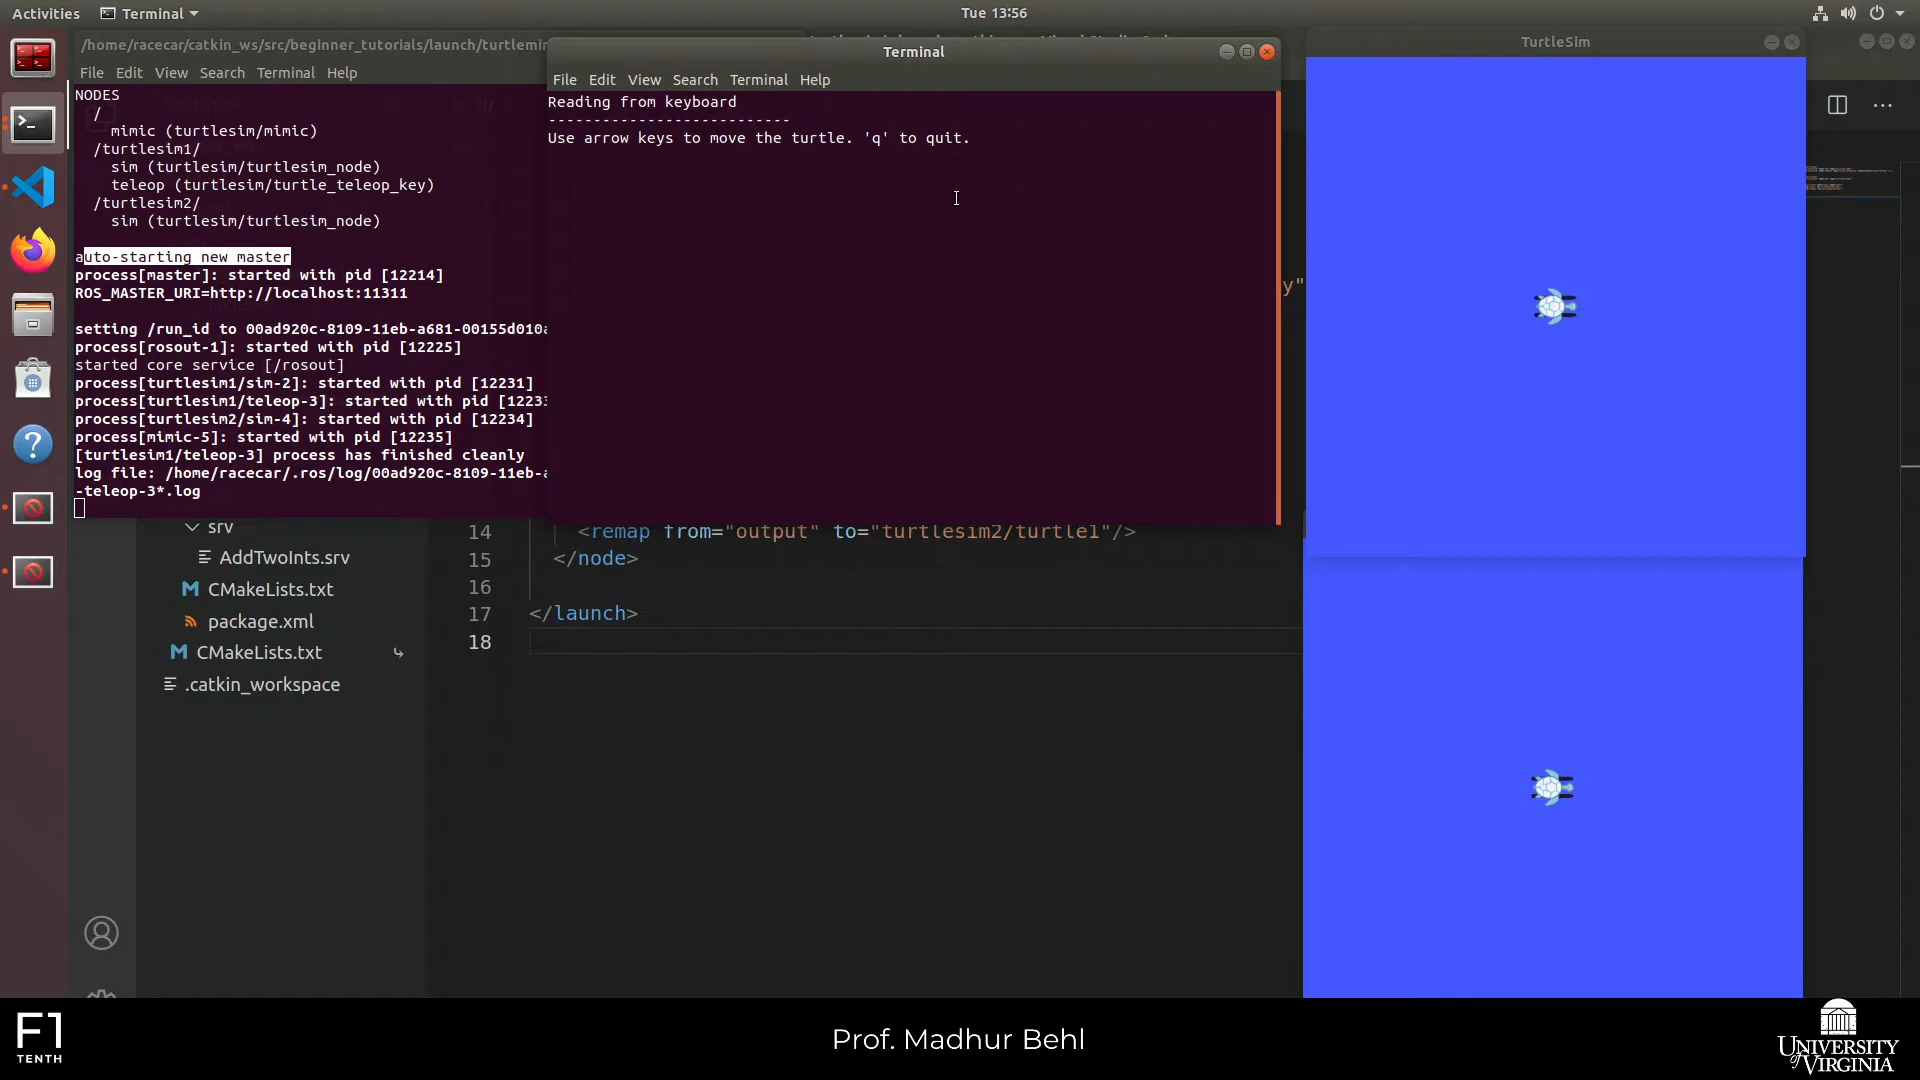 Activities
Terminal
Tue 13:56
/home/racecar/catkin_ws/src/beginner_tutorials/launch/turtlemi
File Edit View Search Terminal Help
NODES
/
mimic (turtlesim/mimic)
/turtlesim1/
sim (turtlesim/turtlesim_node)
teleop (turtlesim/turtle_teleop_key)
/turtlesim2/
sim (turtlesim/turtlesim_node)
auto-starting new master
process[master]: started with pid [12214]
ROS_MASTER_URI=http://localhost:11311
setting /run_id to 00ad920c-8109-11eb-a681-00155d010
process[rosout-1]: started with pid [12225]
started core service [/rosout]
process[turtlesim1/sim-2]: started with pid [12231]
process[turtlesim1/teleop-3]: started with pid [1223
process[turtlesim2/sim-4]: started with pid [12234]
process[mimic-5]: started with pid [12235]
[turtlesim1/teleop-3] process has finished cleanly
log file: /home/racecar/.ros/log/00ad920c-8109-11eb-
-teleop-3*.log
Terminal
File Edit View Search Terminal Help
Reading from keyboard
---------------------------
Use arrow keys to move the turtle. 'q' to quit.
TurtleSim
y"
srv
AddTwoInts.srv
CMakeLists.txt
package.xml
CMakeLists.txt
.catkin_workspace
14 <remap from="output" to="turtlesim2/turtle1"/>
15 </node>
16
17 </launch>
18
F1
TENTH
Prof. Madhur Behl
UNIVERSITY
of VIRGINIA